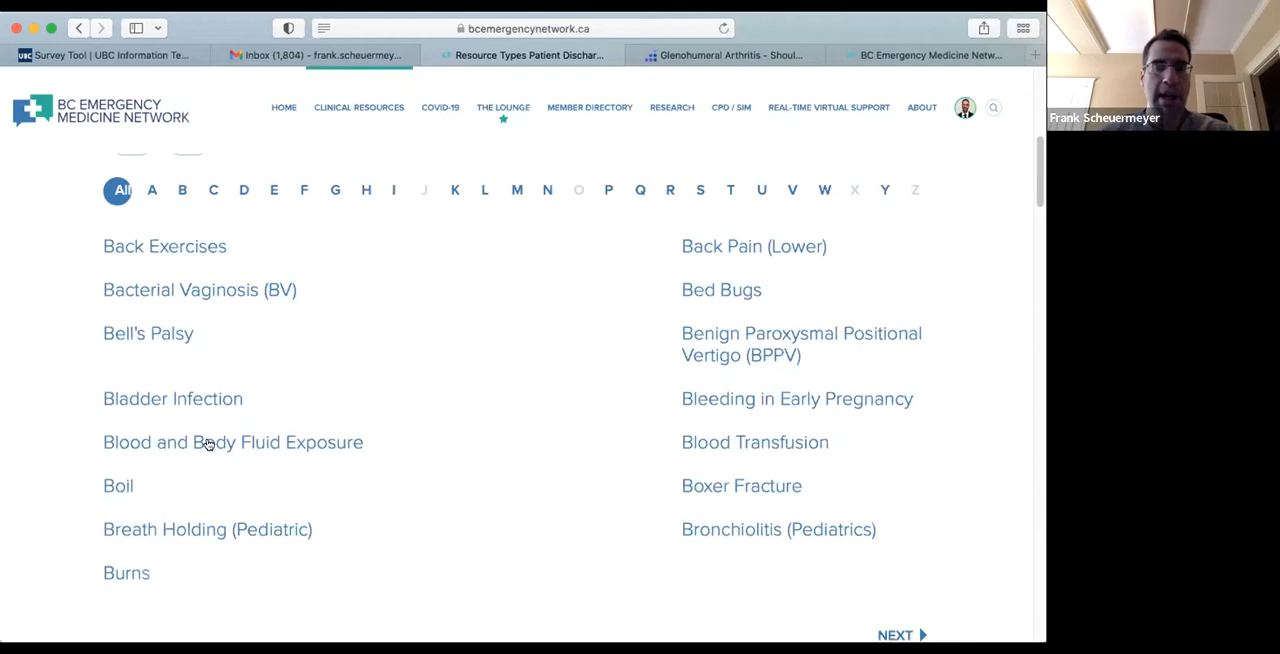 bcemergencynetwork.ca
UBC Survey Tool | UBC Information Te...
Inbox (1,804) - frank.scheuermey...
Resource Types Patient Dischar...
Glenohumeral Arthritis - Shoul...
BC Emergency Medicine Netw...
Frank Scheuermeyer
BC EMERGENCY
MEDICINE NETWORK
HOME CLINICAL RESOURCES COVID-19 THE LOUNGE MEMBER DIRECTORY RESEARCH CPD / SIM REAL-TIME VIRTUAL SUPPORT ABOUT
All A B C D E F G H I J K L M N O P Q R S T U V W X Y Z
Back Exercises
Back Pain (Lower)
Bacterial Vaginosis (BV)
Bed Bugs
Bell's Palsy
Benign Paroxysmal Positional
Vertigo (BPPV)
Bladder Infection
Bleeding in Early Pregnancy
Blood and Body Fluid Exposure
Blood Transfusion
Boil
Boxer Fracture
Breath Holding (Pediatric)
Bronchiolitis (Pediatrics)
Burns
NEXT